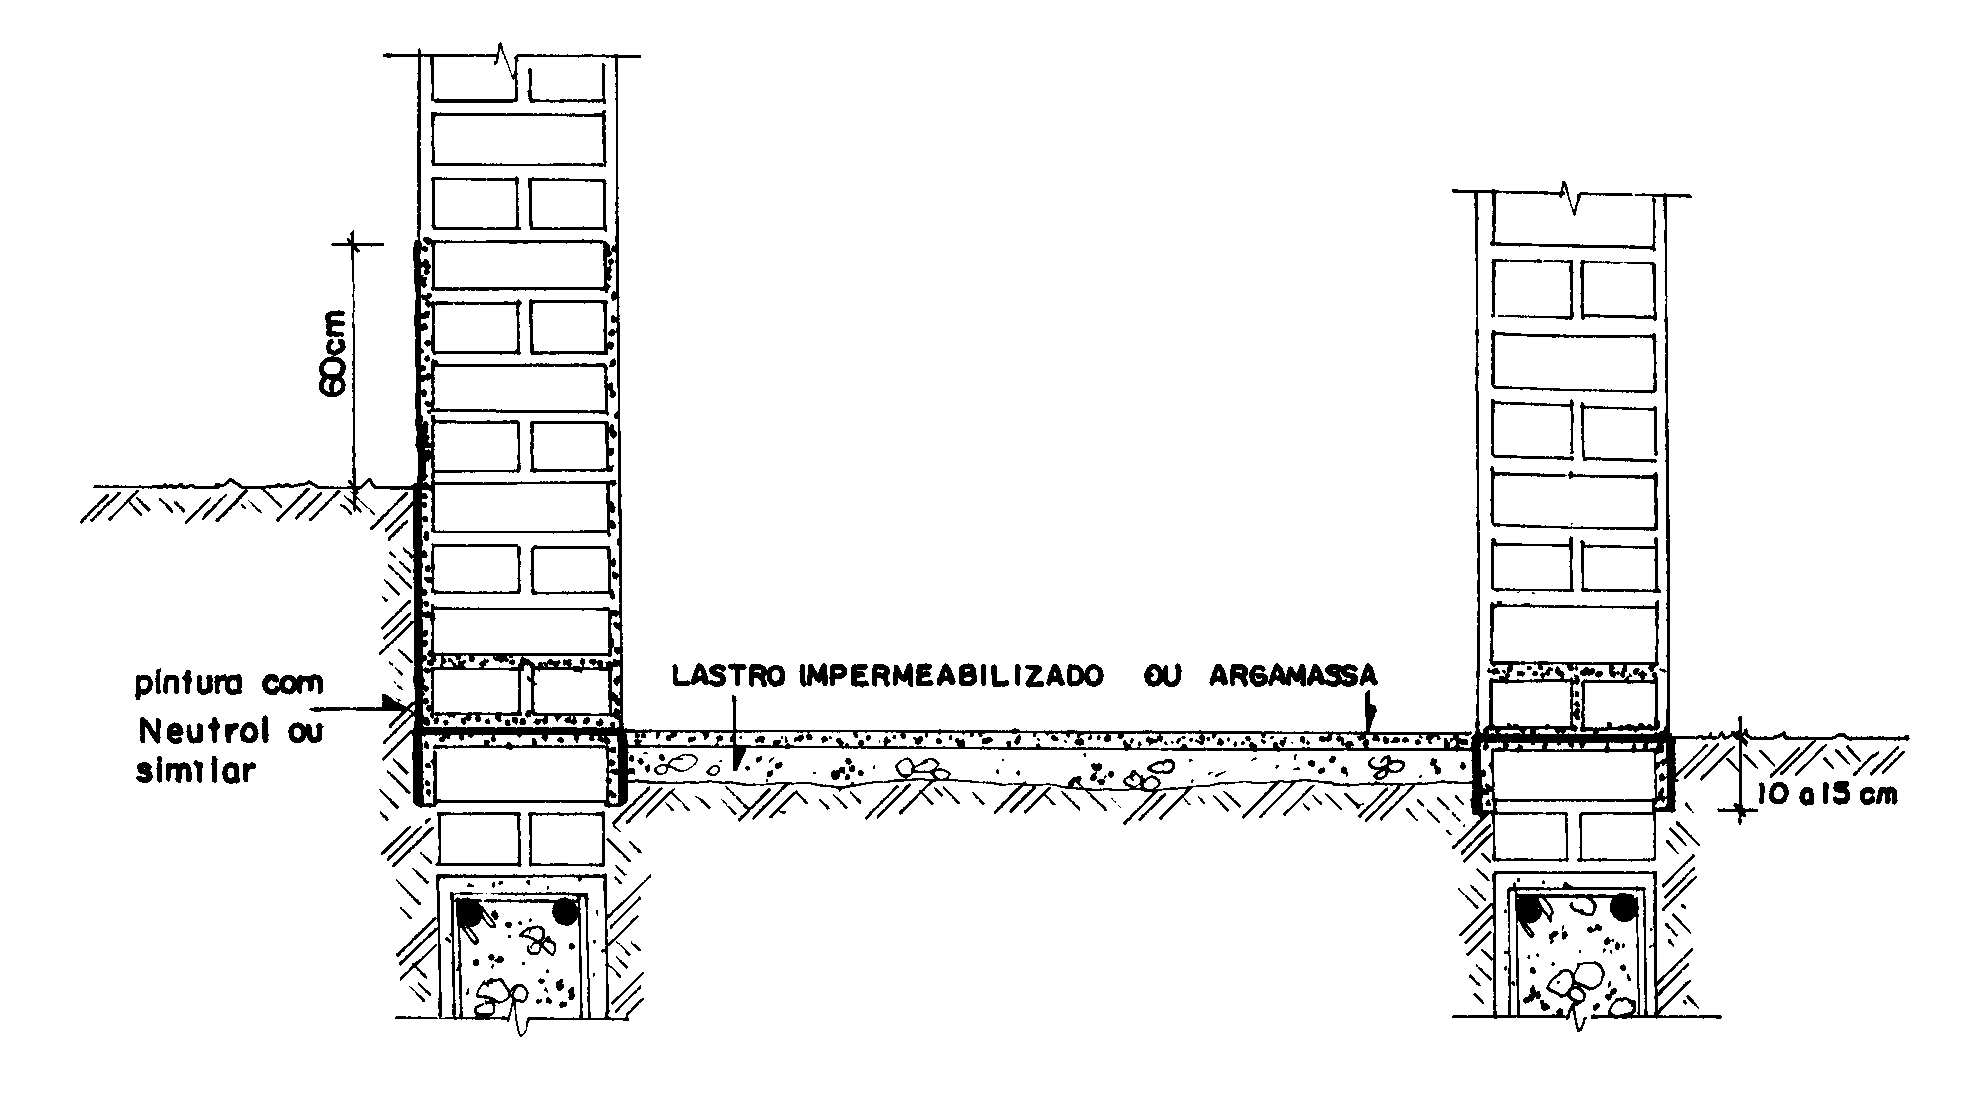 60cm
pintura com
Neutrol ou
similar
LASTRO IMPERMEABILIZADO OU ARGAMASSA
10 a 15 cm